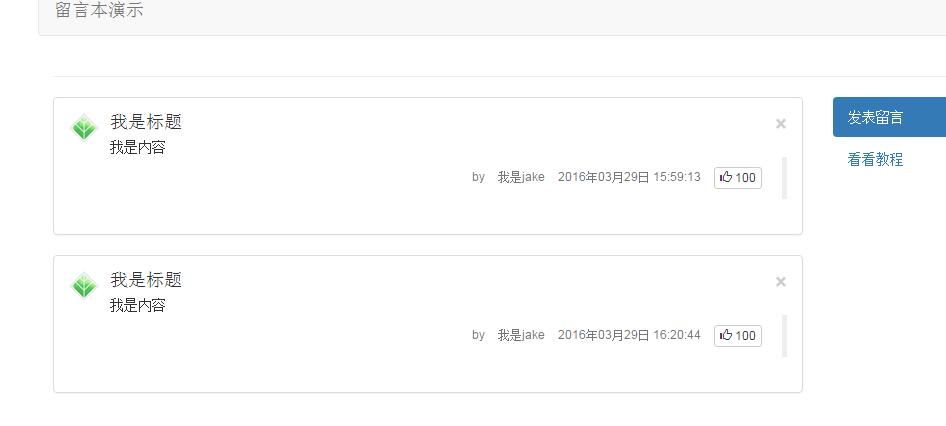 留言本演示
我是标题
×
我是内容
by 我是jake 2016年03月29日 15:59:13 100
我是标题
×
我是内容
by 我是jake 2016年03月29日 16:20:44 100
发表留言
看看教程